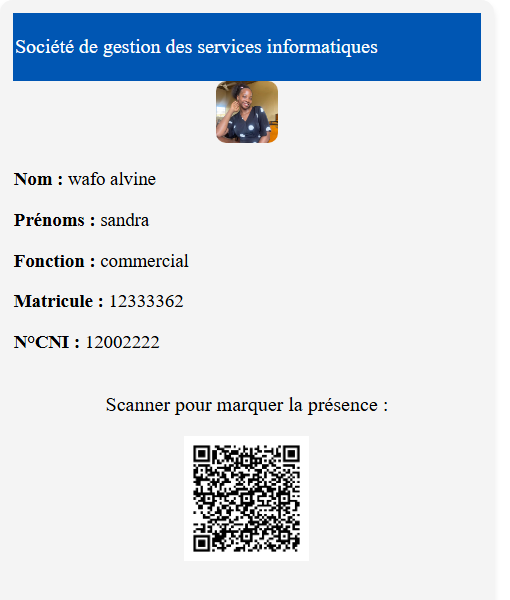 Société de gestion des services informatiques
Nom : wafo alvine
Prénoms : sandra
Fonction : commercial
Matricule : 12333362
N°CNI : 12002222
Scanner pour marquer la présence :